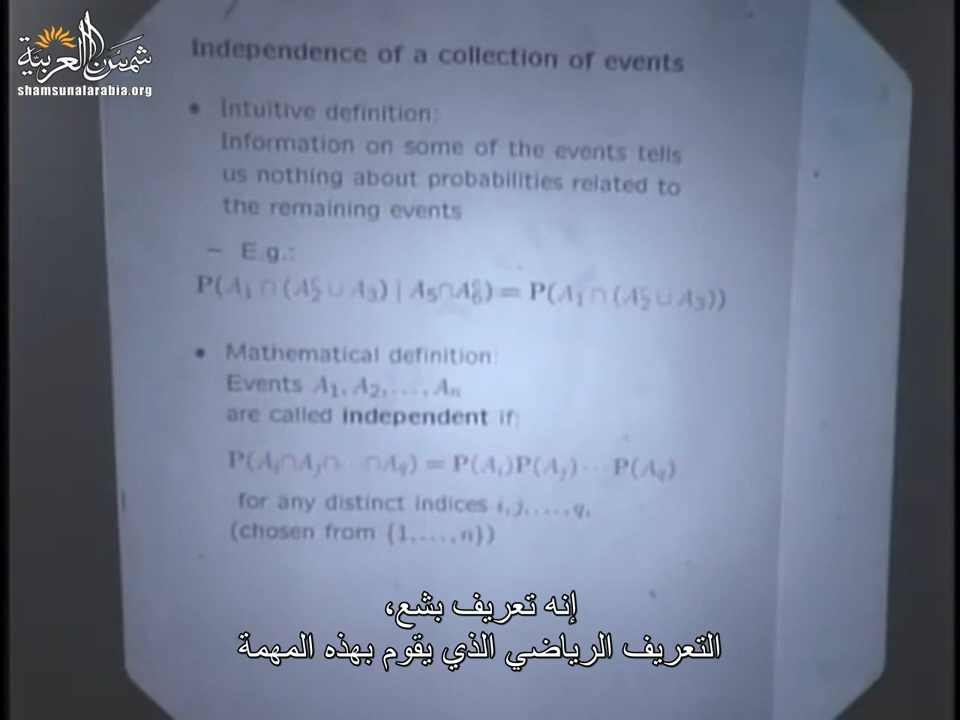 شمس العربية
shamsunalarabia.org
Independence of a collection of events
• Intuitive definition:
Information on some of the events tells
us nothing about probabilities related to
the remaining events
– E.g.:
P(A₁ ∩ (A₂ᶜ ∪ A₃) | A₅∩A₆ᶜ) = P(A₁ ∩ (A₂ᶜ ∪ A₃))
• Mathematical definition:
Events A₁, A₂, . . . , Aₙ
are called independent if:
P(Aᵢ∩Aⱼ∩ · · · ∩A_q) = P(Aᵢ)P(Aⱼ) · · · P(A_q)
for any distinct indices i, j, . . . , q,
(chosen from {1, . . . , n})
إنه تعريف بشع،
التعريف الرياضي الذي يقوم بهذه المهمة